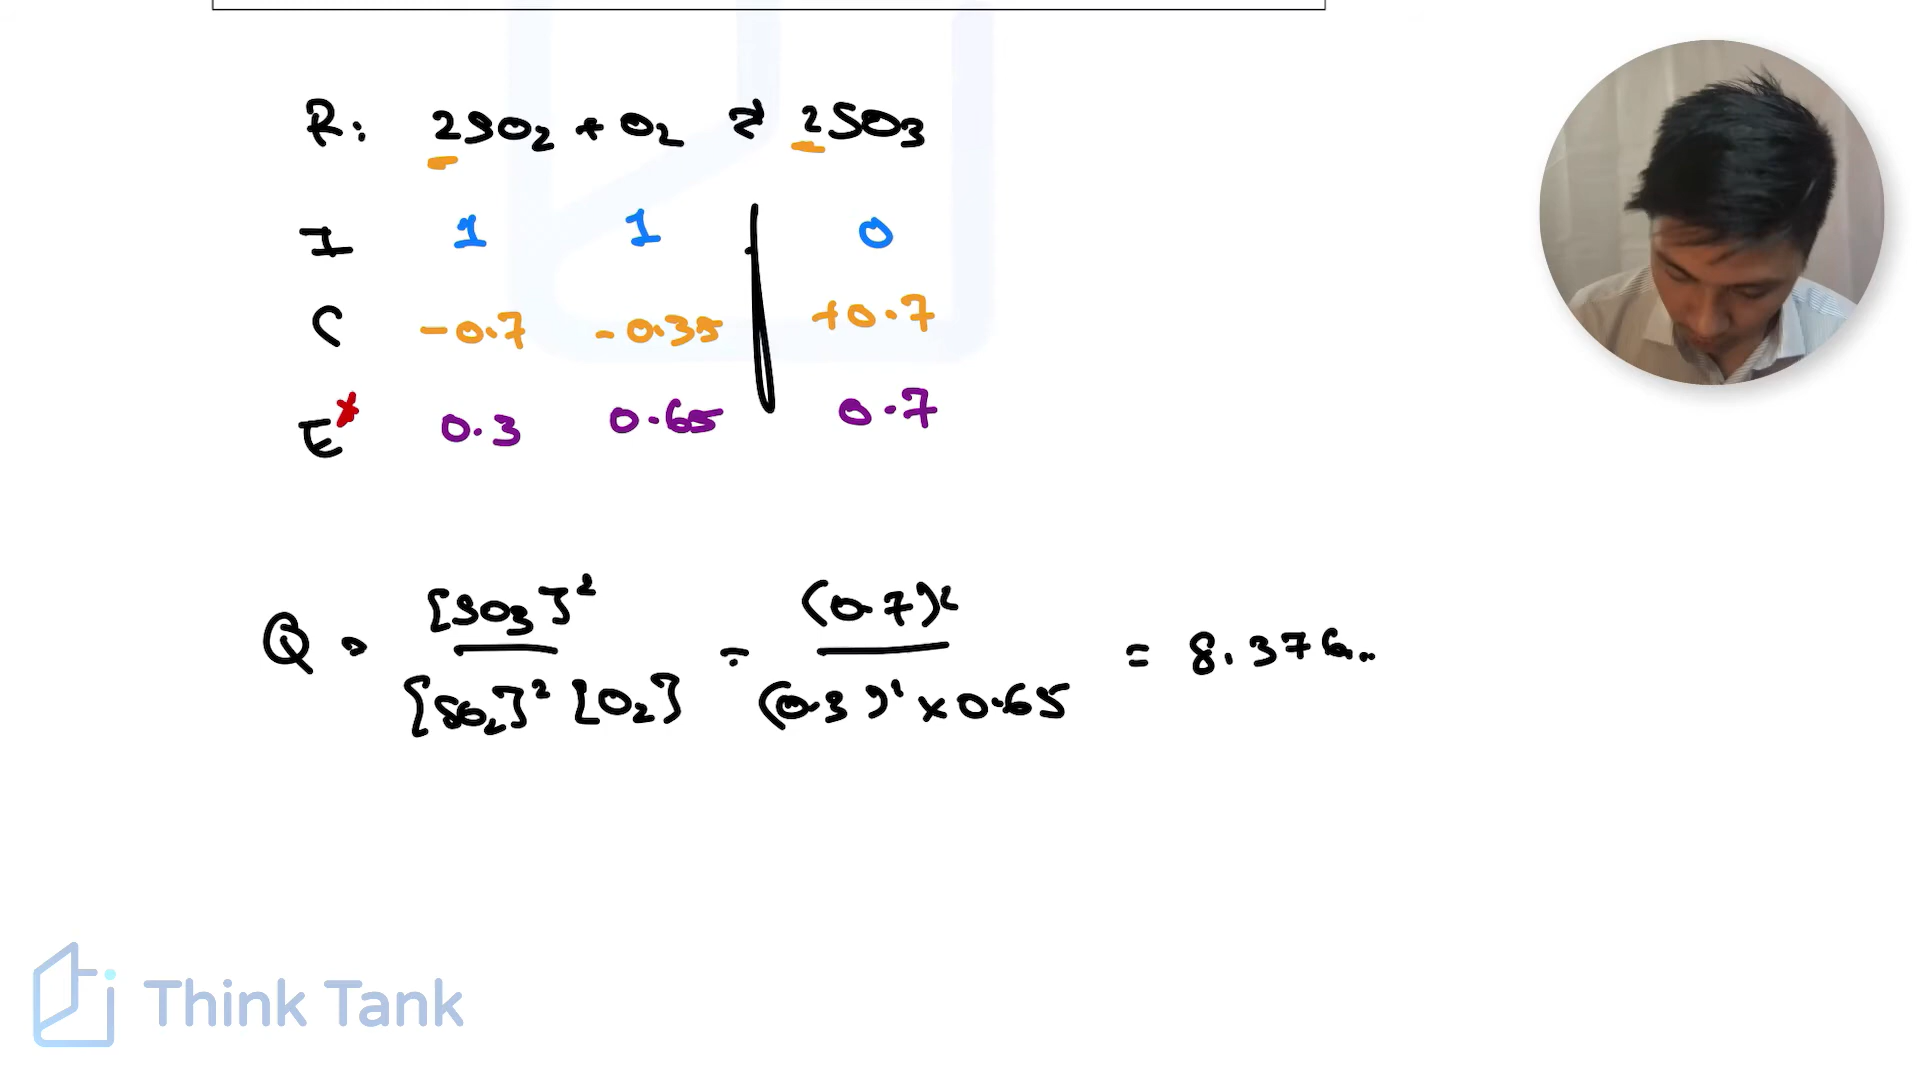 R: 2SO₂ + O₂ ⇌ 2SO₃
I 1 1 0
C -0.7 -0.35 +0.7
E* 0.3 0.65 0.7
Q = [SO₃]² / [SO₂]² [O₂] = (0.7)² / (0.3)² × 0.65 = 8.376...
Think Tank